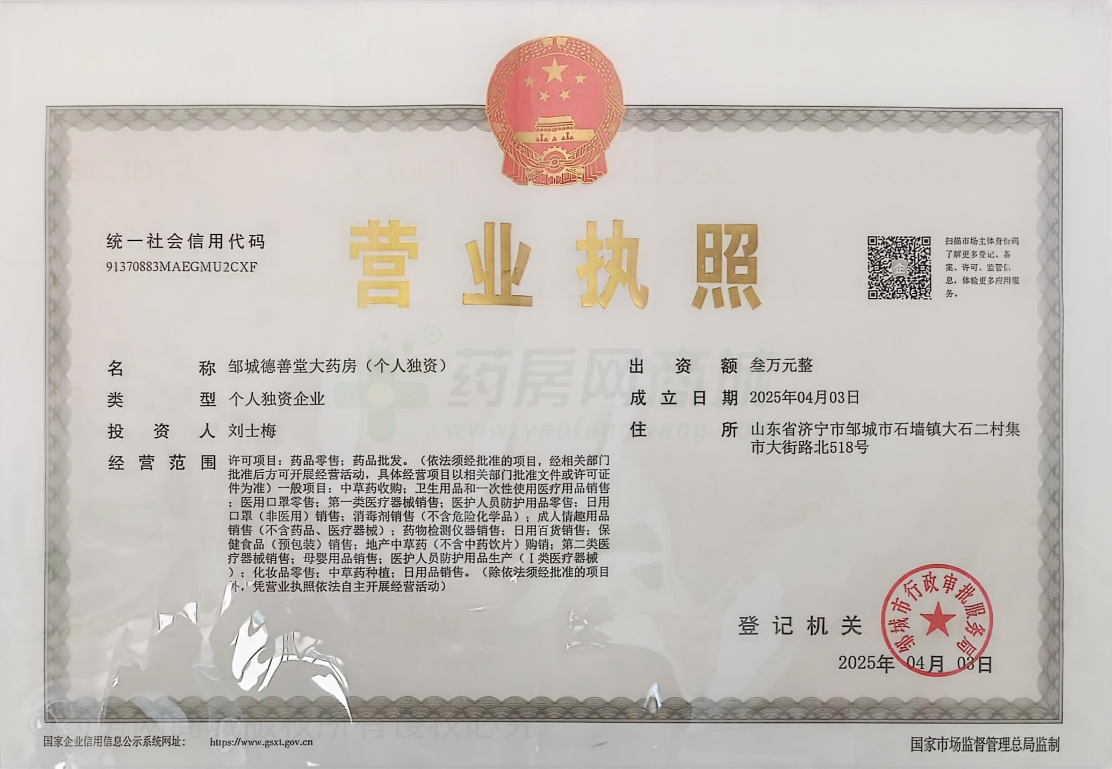 营业执照
统一社会信用代码
91370883MAEGMU2CXF
扫描市场主体身份码
了解更多登记、备
案、许可、监管信
息，体验更多应用服
务。
名称 邹城德善堂大药房（个人独资）
类型 个人独资企业
投资人 刘士梅
经营范围 许可项目：药品零售；药品批发。（依法须经批准的项目，经相关部门
批准后方可开展经营活动，具体经营项目以相关部门批准文件或许可证
件为准）一般项目：中草药收购；卫生用品和一次性使用医疗用品销售
；医用口罩零售；第一类医疗器械销售；医护人员防护用品零售；日用
口罩（非医用）销售；消毒剂销售（不含危险化学品）；成人情趣用品
销售（不含药品、医疗器械）；药物检测仪器销售；日用百货销售；保
健食品（预包装）销售；地产中草药（不含中药饮片）购销；第二类医
疗器械销售；母婴用品销售；医护人员防护用品生产（Ⅰ类医疗器械
）；化妆品零售；中草药种植；日用品销售。（除依法须经批准的项目
外，凭营业执照依法自主开展经营活动）
出资额 叁万元整
成立日期 2025年04月03日
住所 山东省济宁市邹城市石墙镇大石二村集
市大街路北518号
药房网商城
www.yaofangwang.com
登记机关
邹城市行政审批服务局
2025年 04月 03日
国家企业信用信息公示系统网址： https://www.gsxt.gov.cn
国家市场监督管理总局监制